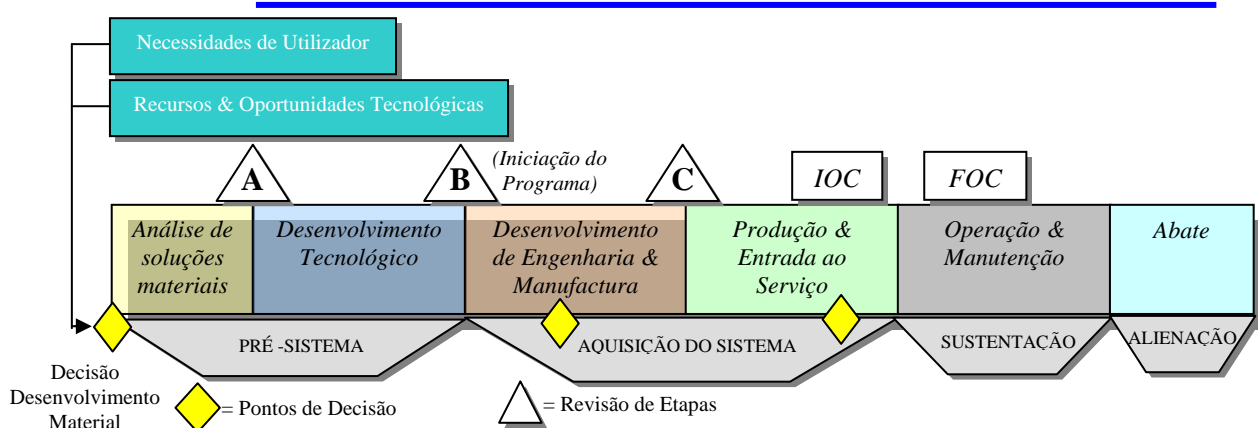 Necessidades de Utilizador
Recursos & Oportunidades Tecnológicas
A
B
(Iniciação do
Programa)
C
IOC
FOC
Análise de
soluções
materiais
Desenvolvimento
Tecnológico
Desenvolvimento
de Engenharia &
Manufactura
Produção &
Entrada ao
Serviço
Operação &
Manutenção
Abate
PRÉ -SISTEMA
AQUISIÇÃO DO SISTEMA
SUSTENTAÇÃO
ALIENAÇÃO
Decisão
Desenvolvimento
Material
= Pontos de Decisão
= Revisão de Etapas